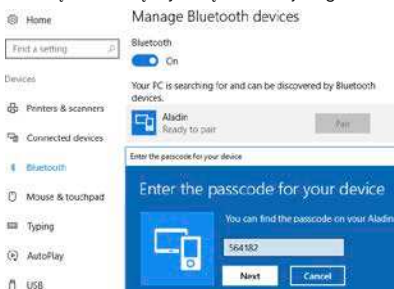 Home
Manage Bluetooth devices
Find a setting
Bluetooth
On
Devices
Your PC is searching for and can be discovered by Bluetooth
devices.
Printers & scanners
Aladin
Ready to pair
Pair
Connected devices
Enter the passcode for your device
Bluetooth
Enter the passcode for your device
Mouse & touchpad
You can find the passcode on your Aladin
Typing
564182
AutoPlay
Next
Cancel
USB